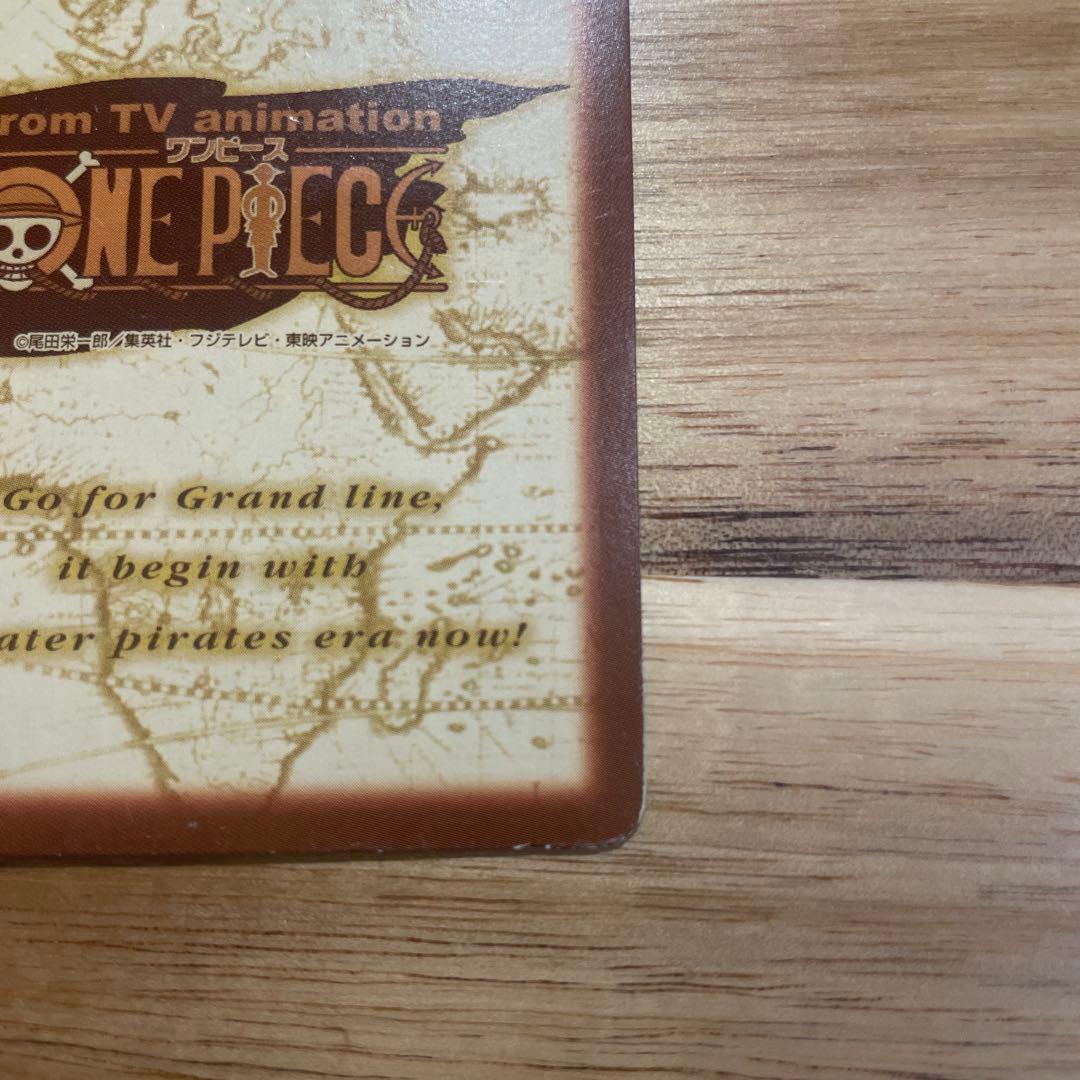 rom TV animation
ワンピース
ONE PIECE
©尾田栄一郎／集英社・フジテレビ・東映アニメーション
Go for Grand line,
it begin with
ater pirates era now!